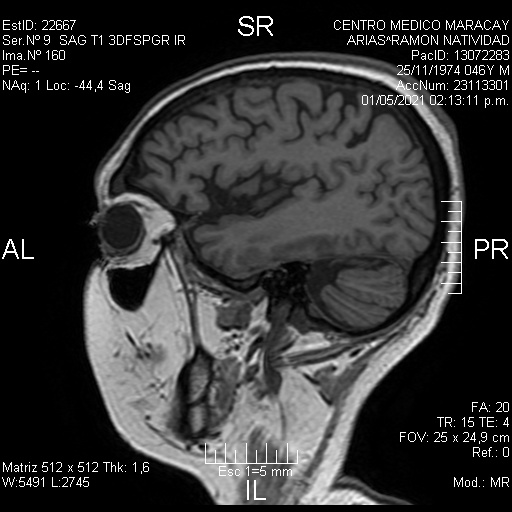 EstID: 22667
Ser.Nº 9 SAG T1 3DFSPGR IR
Ima.Nº 160
PE= --
NAq: 1 Loc: -44,4 Sag
SR
CENTRO MEDICO MARACAY
ARIAS^RAMON NATIVIDAD
PacID: 13072283
25/11/1974 046Y M
AccNum: 23113301
01/05/2021 02:13:11 p.m.
AL
PR
FA: 20
TR: 15 TE: 4
FOV: 25 x 24,9 cm
Ref.: 0
Matriz 512 x 512 Thk: 1,6
W:5491 L:2745
Esc 1=5 mm
IL
Mod.: MR